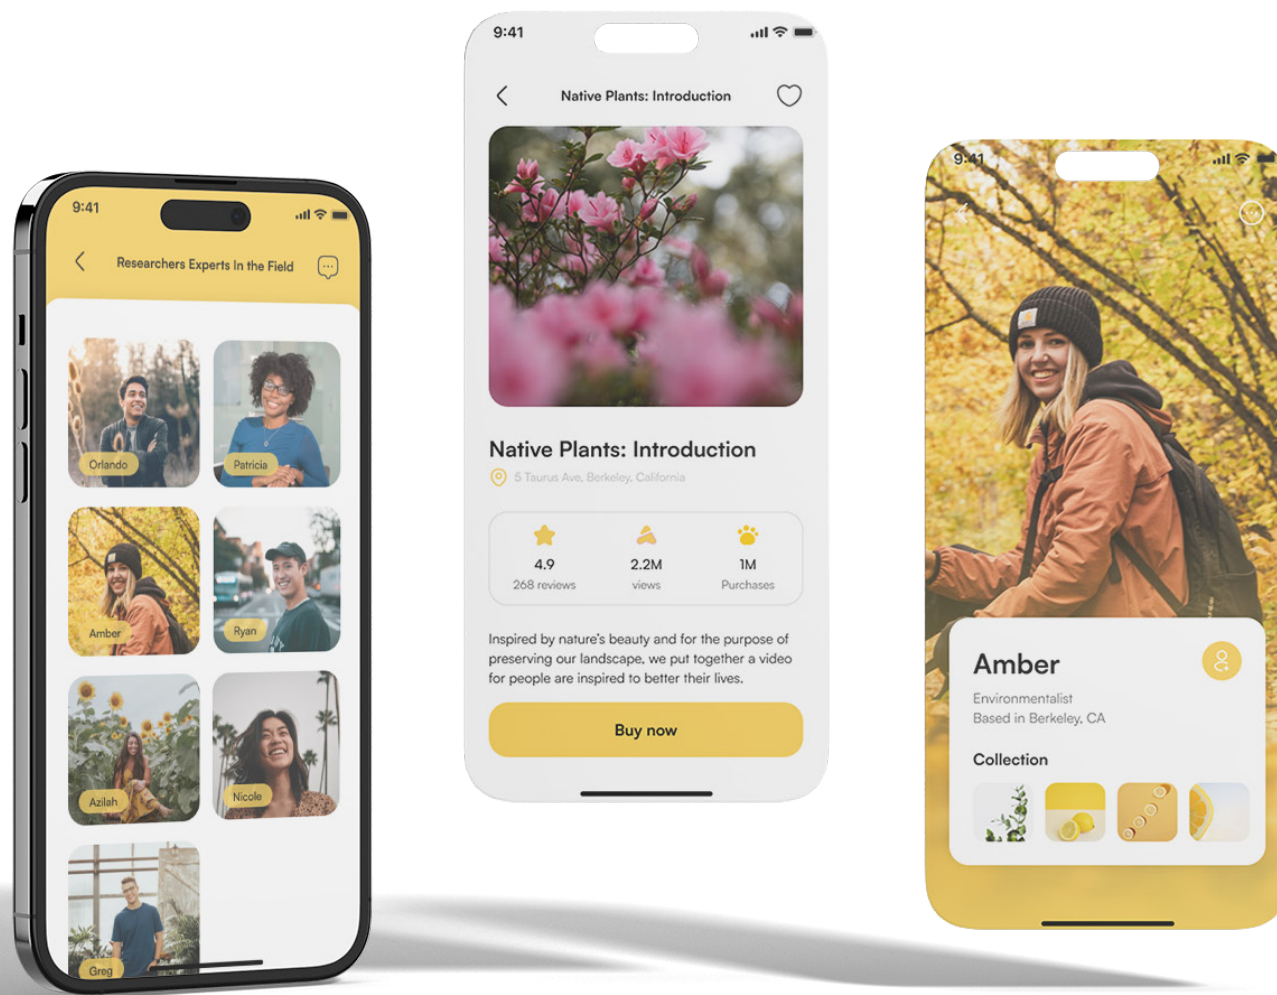 9:41
Researchers Experts In the Field
Orlando
Patricia
Amber
Ryan
Azilah
Nicole
Greg
9:41
Native Plants: Introduction
Native Plants: Introduction
5 Taurus Ave, Berkeley, California
4.9
268 reviews
2.2M
views
1M
Purchases
Inspired by nature's beauty and for the purpose of
preserving our landscape, we put together a video
for people are inspired to better their lives.
Buy now
9:41
Amber
Environmentalist
Based in Berkeley, CA
Collection